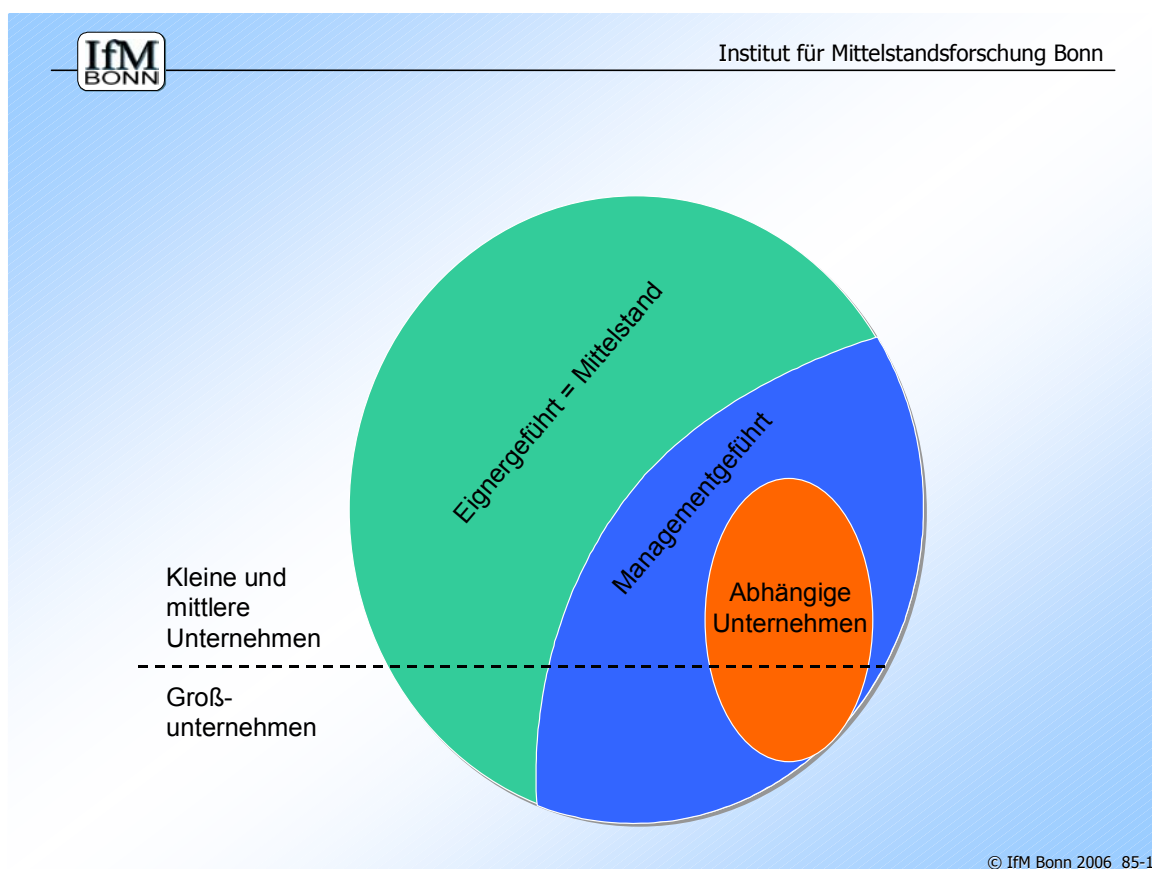 IfM
BONN
Institut für Mittelstandsforschung Bonn
Eignergeführt = Mittelstand
Managementgeführt
Abhängige
Unternehmen
Kleine und
mittlere
Unternehmen
Groß-
unternehmen
© IfM Bonn 2006 85-1